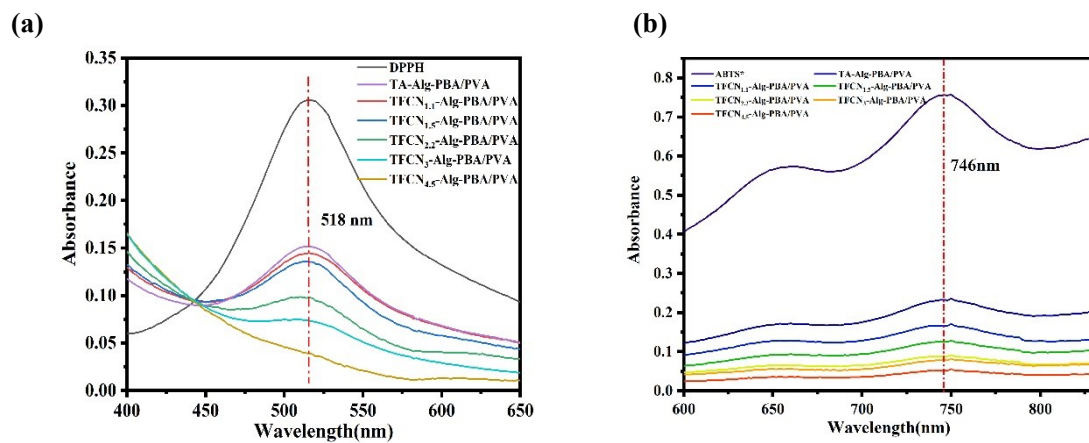 (a)
(b)
0.35
0.30
0.25
0.20
0.15
0.10
0.05
0.00
Absorbance
DPPH
TA-Alg-PBA/PVA
TFCN1.1-Alg-PBA/PVA
TFCN1.5-Alg-PBA/PVA
TFCN2.2-Alg-PBA/PVA
TFCN3-Alg-PBA/PVA
TFCN4.5-Alg-PBA/PVA
518 nm
400 450 500 550 600 650
Wavelength(nm)
0.8
0.7
0.6
0.5
0.4
0.3
0.2
0.1
0.0
Absorbance
ABTS+ TA-Alg-PBA/PVA
TFCN1.1-Alg-PBA/PVA TFCN1.5-Alg-PBA/PVA
TFCN2.2-Alg-PBA/PVA TFCN3-Alg-PBA/PVA
TFCN4.5-Alg-PBA/PVA
746nm
600 650 700 750 800
Wavelength(nm)